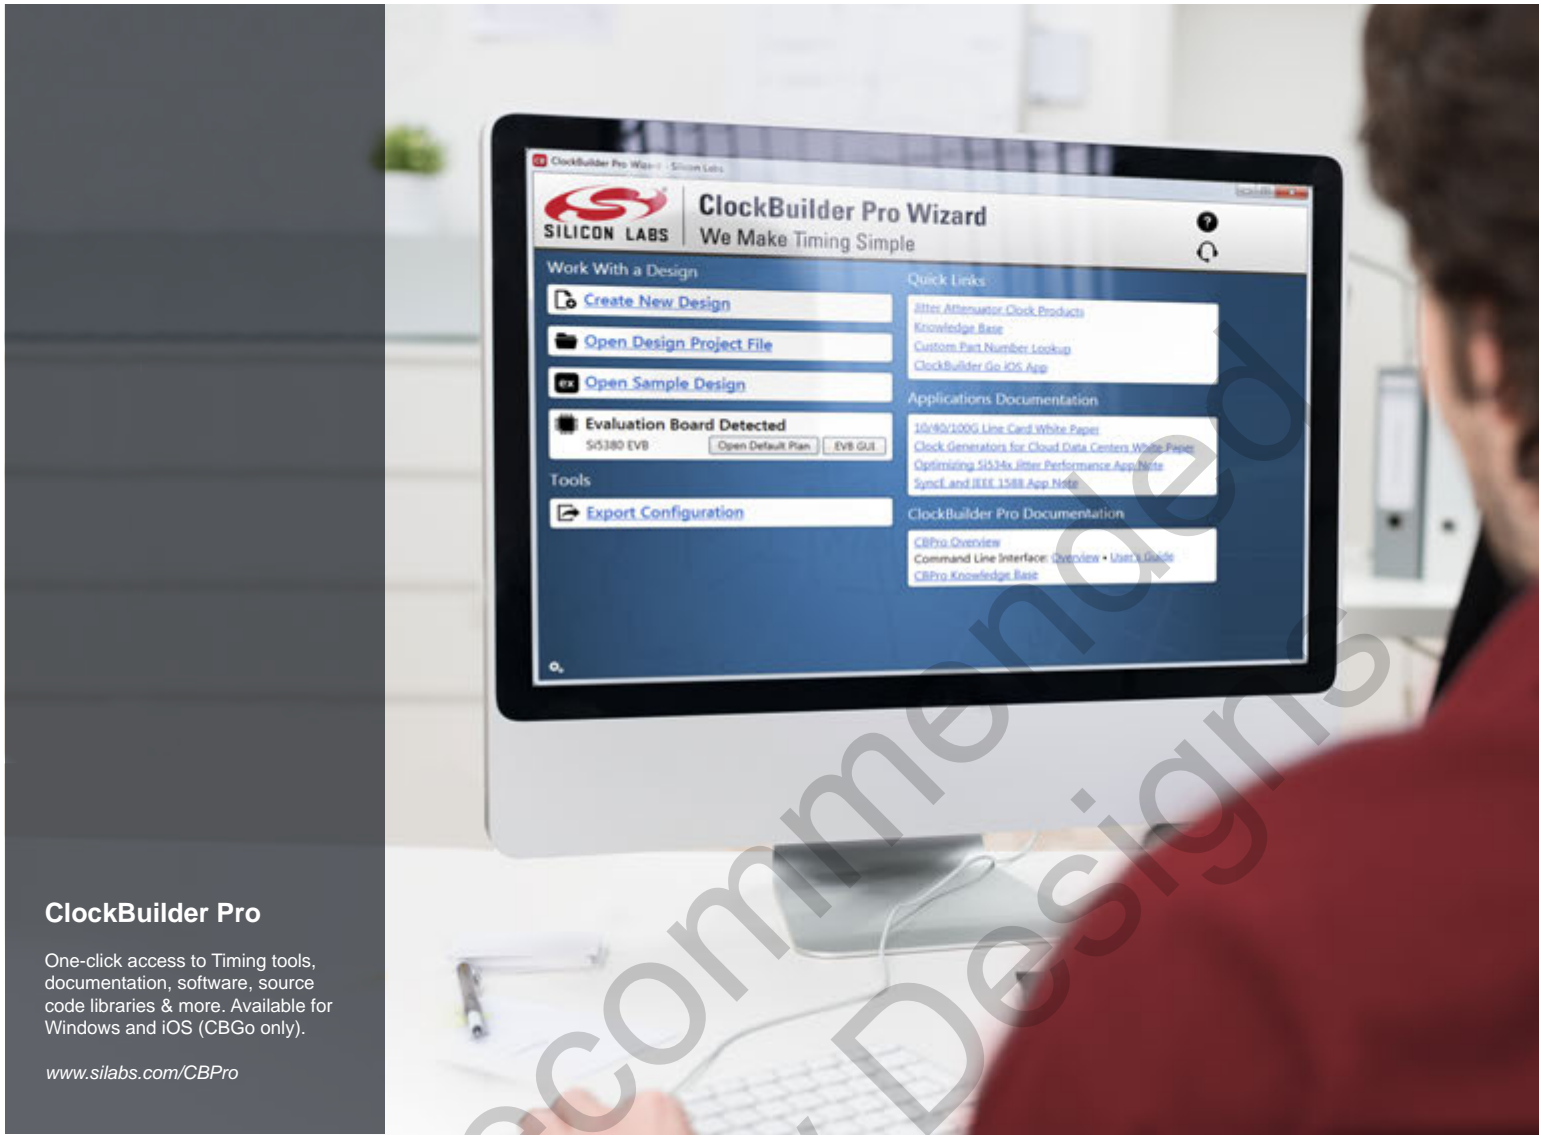 ClockBuilder Pro Wizard - Silicon Labs
SILICON LABS
ClockBuilder Pro Wizard
We Make Timing Simple
Work With a Design
Create New Design
Open Design Project File
ex Open Sample Design
Evaluation Board Detected
Si5380 EVB Open Default Plan EVB GUI
Tools
Export Configuration
Quick Links
Jitter Attenuator Clock Products
Knowledge Base
Custom Part Number Lookup
ClockBuilder Go iOS App
Applications Documentation
10/40/100G Line Card White Paper
Clock Generators for Cloud Data Centers White Paper
Optimizing Si534x Jitter Performance App Note
SyncE and IEEE 1588 App Note
ClockBuilder Pro Documentation
CBPro Overview
Command Line Interface: Overview • User's Guide
CBPro Knowledge Base
ClockBuilder Pro
One-click access to Timing tools,
documentation, software, source
code libraries & more. Available for
Windows and iOS (CBGo only).
www.silabs.com/CBPro
ecommended
Designs